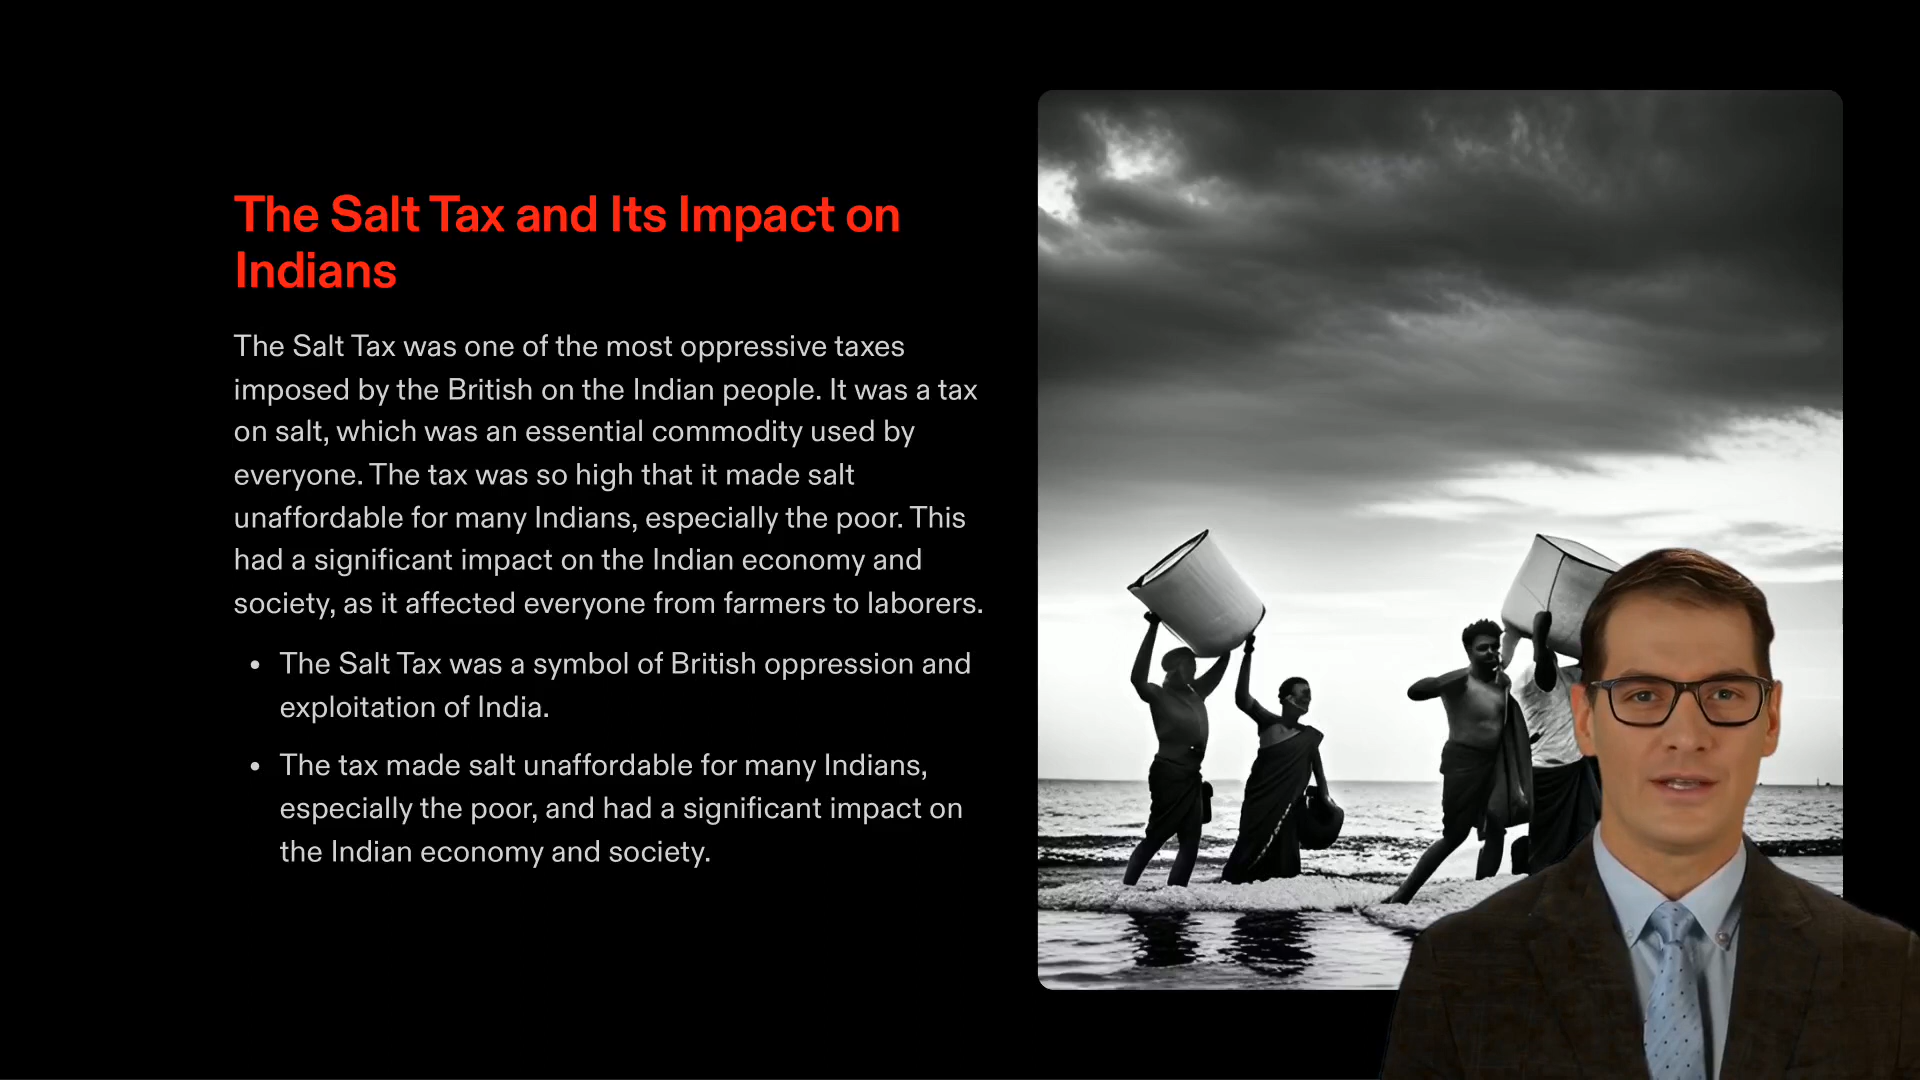 The Salt Tax and Its Impact on
Indians
The Salt Tax was one of the most oppressive taxes
imposed by the British on the Indian people. It was a tax
on salt, which was an essential commodity used by
everyone. The tax was so high that it made salt
unaffordable for many Indians, especially the poor. This
had a significant impact on the Indian economy and
society, as it affected everyone from farmers to laborers.
• The Salt Tax was a symbol of British oppression and
exploitation of India.
• The tax made salt unaffordable for many Indians,
especially the poor, and had a significant impact on
the Indian economy and society.